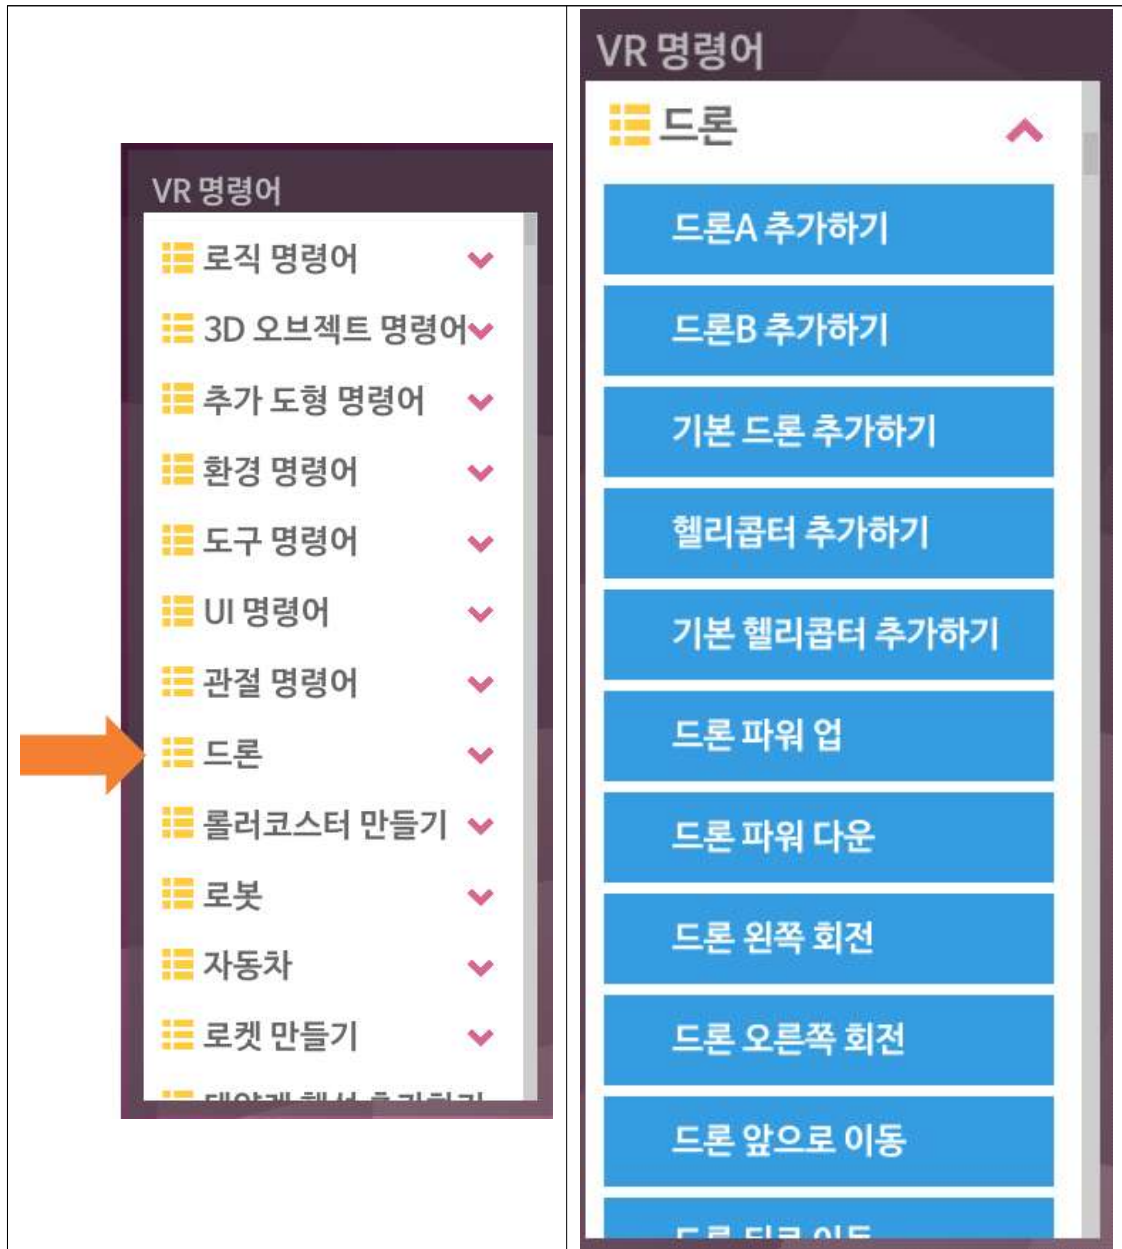 VR 명령어
로직 명령어
3D 오브젝트 명령어
추가 도형 명령어
환경 명령어
도구 명령어
UI 명령어
관절 명령어
드론
롤러코스터 만들기
로봇
자동차
로켓 만들기
VR 명령어
드론
드론A 추가하기
드론B 추가하기
기본 드론 추가하기
헬리콥터 추가하기
기본 헬리콥터 추가하기
드론 파워 업
드론 파워 다운
드론 왼쪽 회전
드론 오른쪽 회전
드론 앞으로 이동